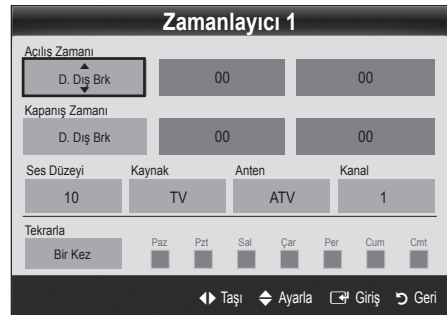 Zamanlayıcı 1
Açılış Zamanı
D. Dış Brk 00 00
Kapanış Zamanı
D. Dış Brk 00 00
Ses Düzeyi Kaynak Anten Kanal
10 TV ATV 1
Tekrarla
Bir Kez Paz Pzt Sal Çar Per Cum Cmt
Taşı Ayarla Giriş Geri